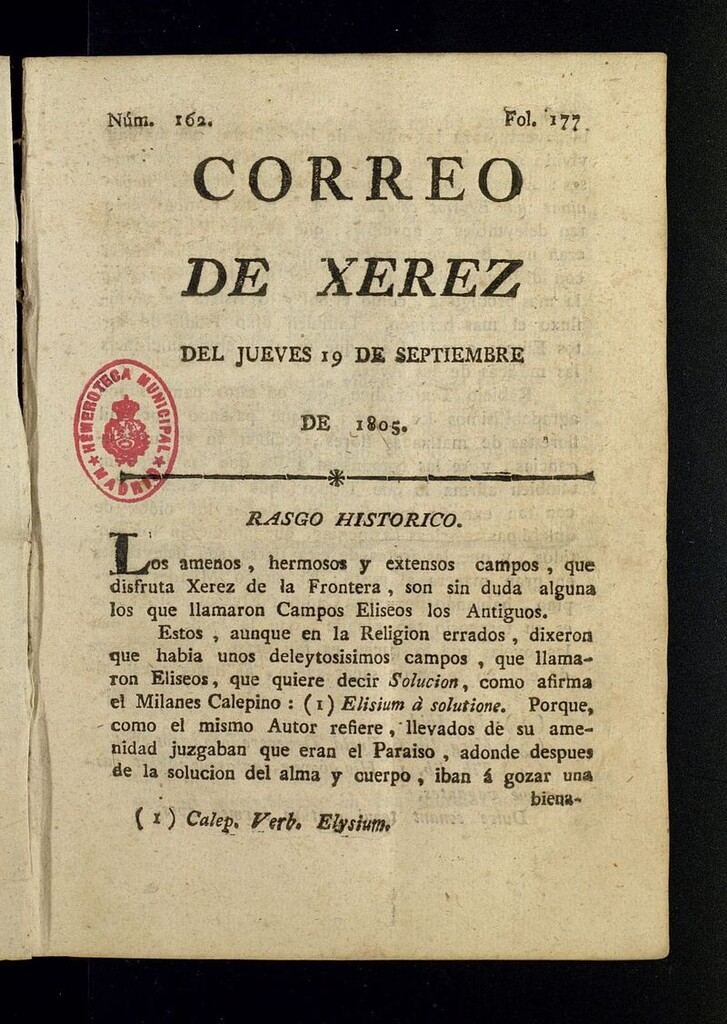 Núm. 162.
Fol. 177
CORREO
DE XEREZ
DEL JUEVES 19 DE SEPTIEMBRE
DE 1805.
HEMEROTECA MUNICIPAL
★ MADRID ★
RASGO HISTORICO.
Los amenos, hermosos y extensos campos, que
disfruta Xerez de la Frontera, son sin duda alguna
los que llamaron Campos Eliseos los Antiguos.
Estos, aunque en la Religion errados, dixeron
que habia unos deleytosisimos campos, que llama-
ron Eliseos, que quiere decir Solucion, como afirma
el Milanes Calepino: (1) Elisium à solutione. Porque,
como el mismo Autor refiere, llevados de su ame-
nidad juzgaban que eran el Paraiso, adonde despues
de la solucion del alma y cuerpo, iban á gozar una
biena-
(1) Calep. Verb. Elysium.